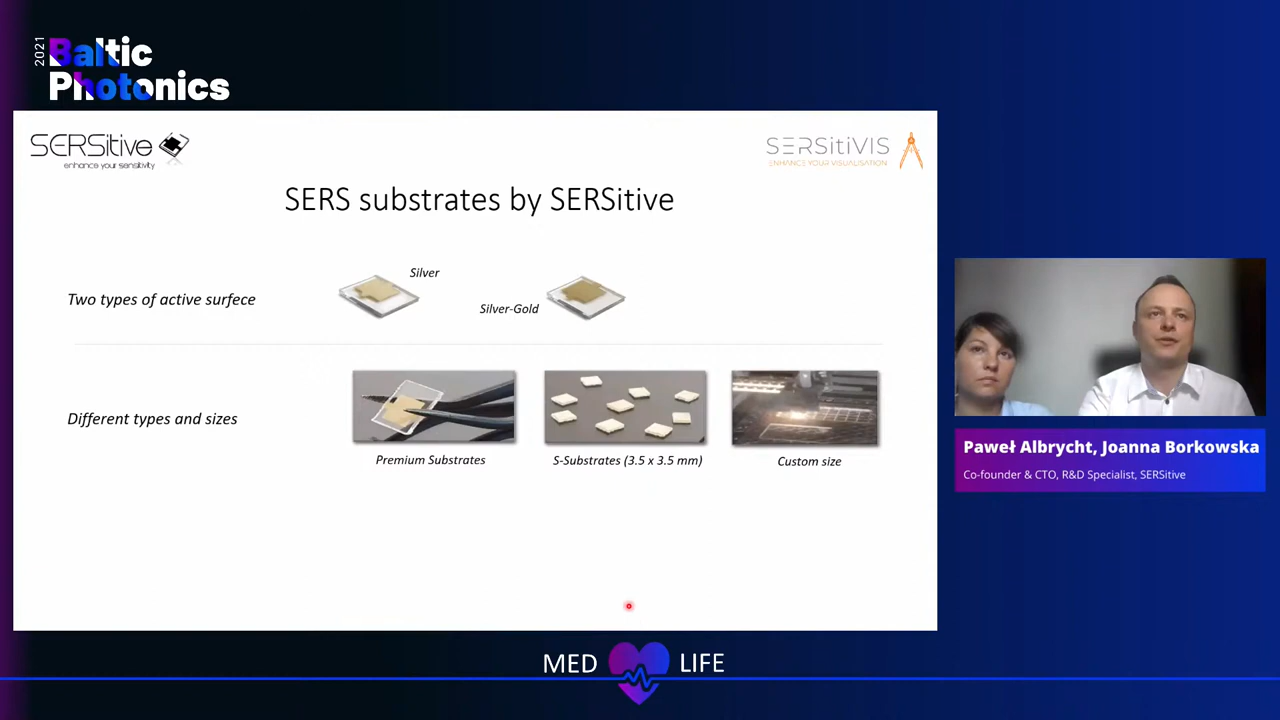 2021
Baltic
Photonics
SERSitive
enhance your sensitivity
SERSitiVIS
ENHANCE YOUR VISUALISATION
SERS substrates by SERSitive
Two types of active surfece
Silver
Silver-Gold
Different types and sizes
Premium Substrates
S-Substrates (3.5 x 3.5 mm)
Custom size
Paweł Albrycht, Joanna Borkowska
Co-founder & CTO, R&D Specialist, SERSitive
MED LIFE